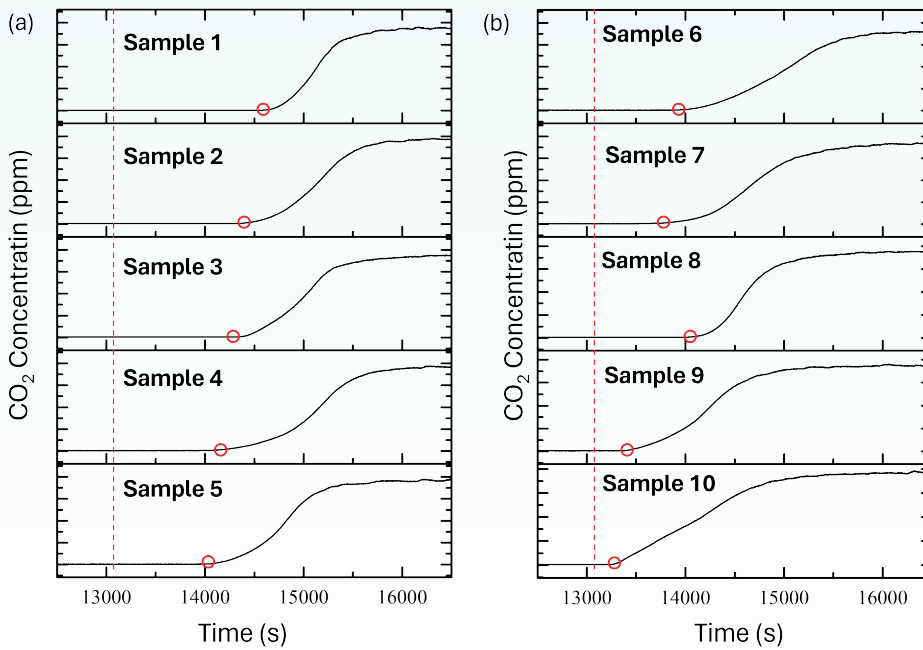 (a)
CO₂ Concentratin (ppm)
Sample 1
Sample 2
Sample 3
Sample 4
Sample 5
13000 14000 15000 16000
Time (s)
(b)
CO₂ Concentratin (ppm)
Sample 6
Sample 7
Sample 8
Sample 9
Sample 10
13000 14000 15000 16000
Time (s)